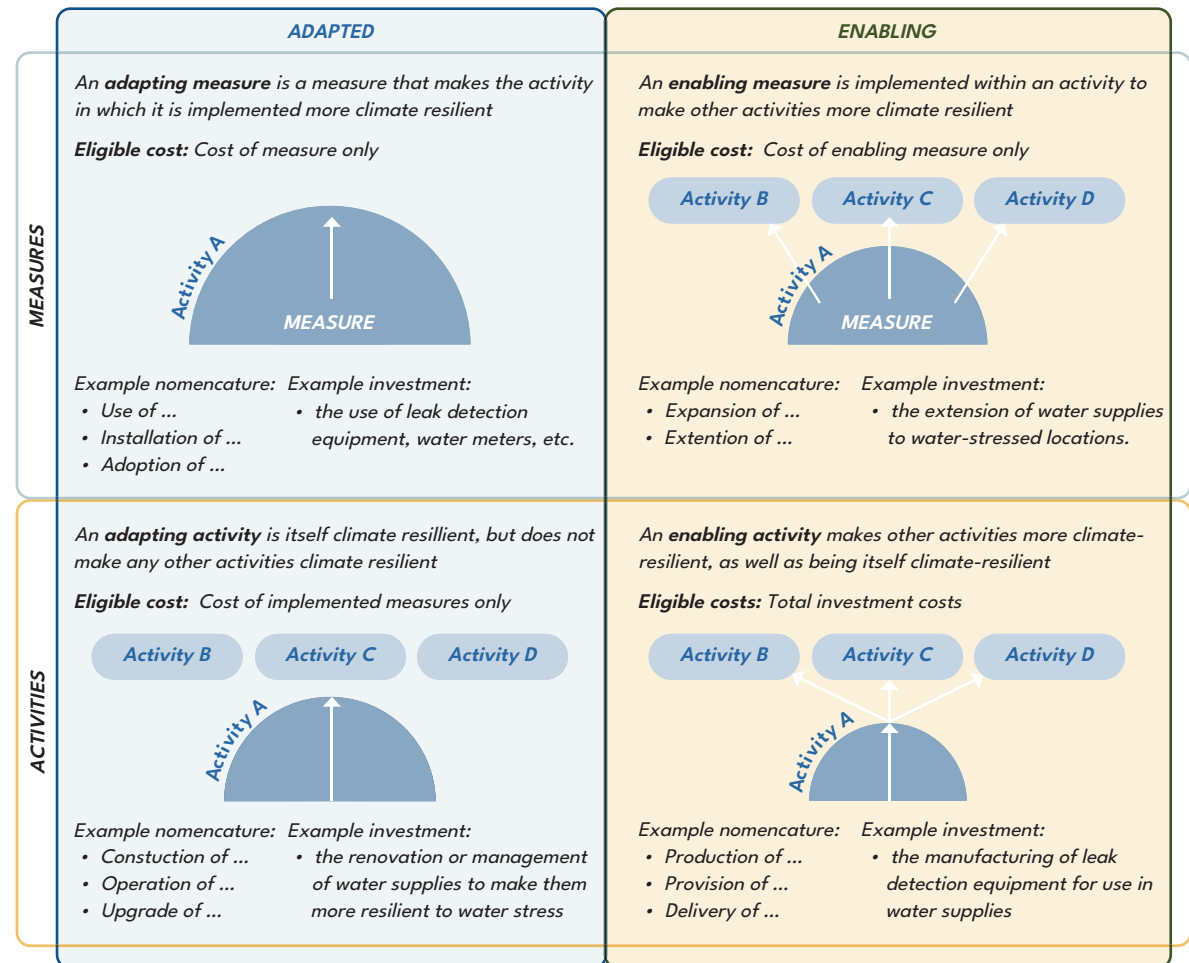 ADAPTED
ENABLING
MEASURES
An adapting measure is a measure that makes the activity
in which it is implemented more climate resilient
Eligible cost: Cost of measure only
Activity A
MEASURE
Example nomencature:
• Use of ...
• Installation of ...
• Adoption of ...
Example investment:
• the use of leak detection
equipment, water meters, etc.
An enabling measure is implemented within an activity to
make other activities more climate resilient
Eligible cost: Cost of enabling measure only
Activity B
Activity C
Activity D
Activity A
MEASURE
Example nomencature:
• Expansion of ...
• Extention of ...
Example investment:
• the extension of water supplies
to water-stressed locations.
ACTIVITIES
An adapting activity is itself climate resillient, but does not
make any other activities climate resilient
Eligible cost: Cost of implemented measures only
Activity B
Activity C
Activity D
Activity A
Example nomencature:
• Constuction of ...
• Operation of ...
• Upgrade of ...
Example investment:
• the renovation or management
of water supplies to make them
more resilient to water stress
An enabling activity makes other activities more climate-
resilient, as well as being itself climate-resilient
Eligible costs: Total investment costs
Activity B
Activity C
Activity D
Activity A
Example nomencature:
• Production of ...
• Provision of ...
• Delivery of ...
Example investment:
• the manufacturing of leak
detection equipment for use in
water supplies